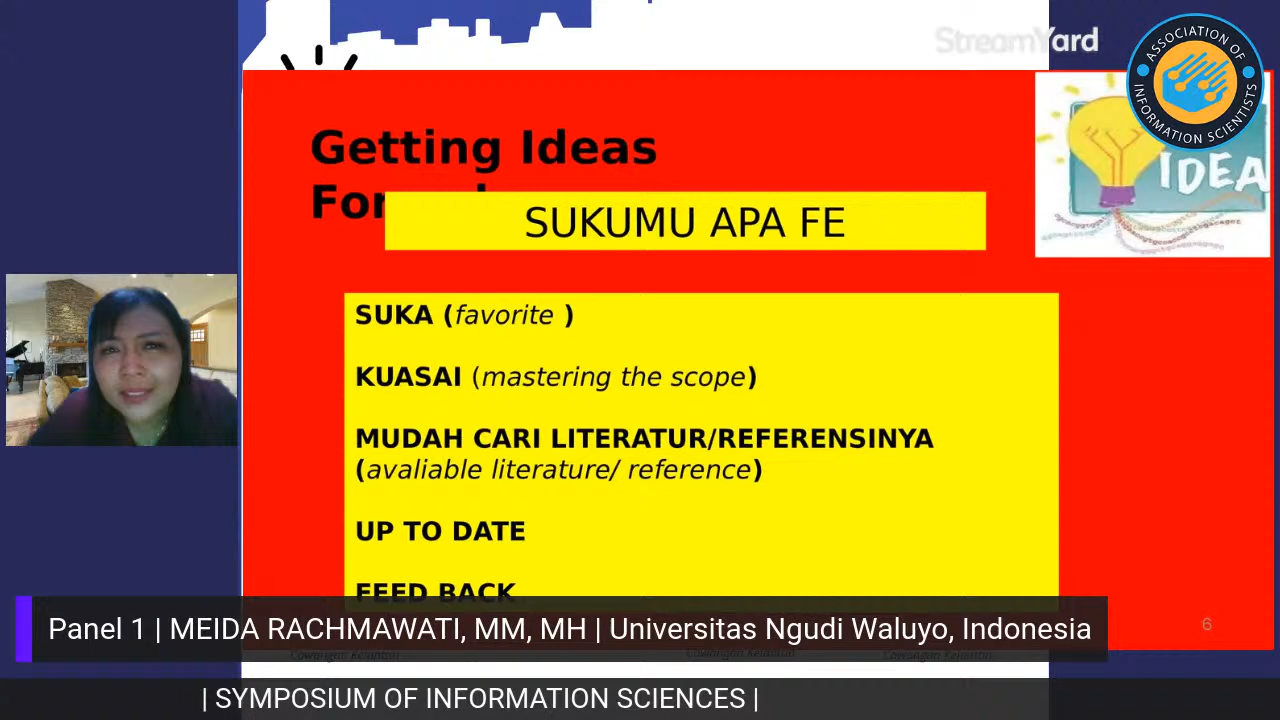 StreamYard
ASSOCIATION OF
INFORMATION SCIENTISTS
IDEA
Getting Ideas
SUKUMU APA FE
SUKA (favorite )
KUASAI (mastering the scope)
MUDAH CARI LITERATUR/REFERENSINYA
(avaliable literature/ reference)
UP TO DATE
FEED BACK
Panel 1 | MEIDA RACHMAWATI, MM, MH | Universitas Ngudi Waluyo, Indonesia
6
| SYMPOSIUM OF INFORMATION SCIENCES |